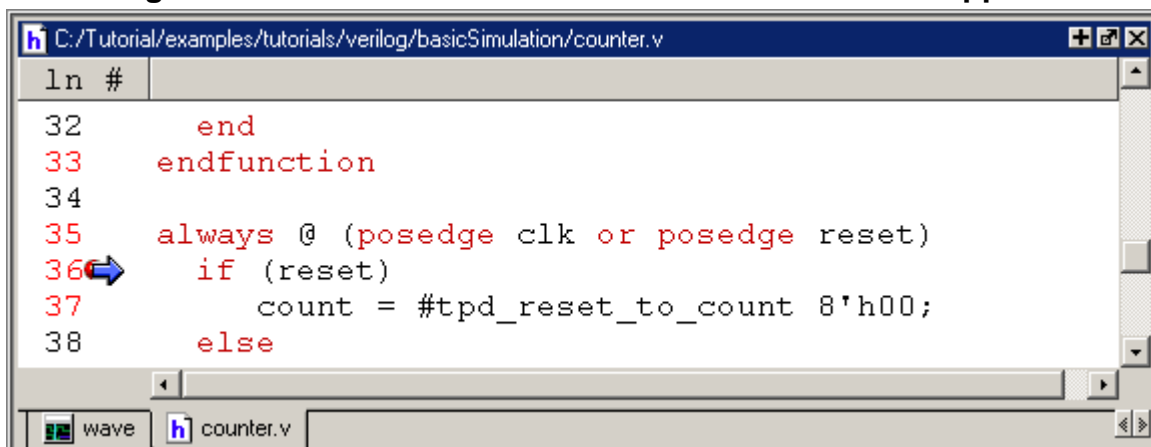 C:/Tutorial/examples/tutorials/verilog/basicSimulation/counter.v
ln #
32 end
33 endfunction
34
35 always @ (posedge clk or posedge reset)
36 if (reset)
37 count = #tpd_reset_to_count 8'h00;
38 else
wave counter.v